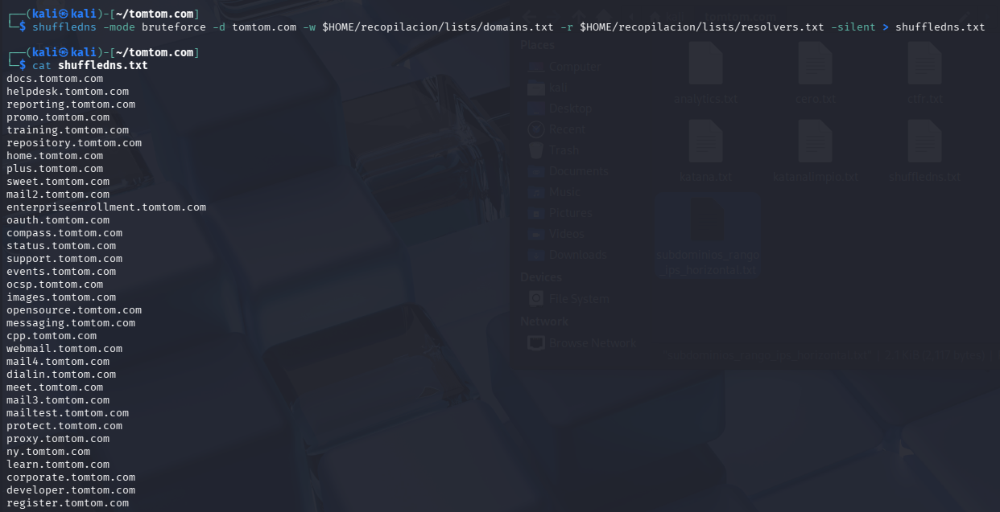 ┌──(kali㉿kali)-[~/tomtom.com]
└─$ shuffledns -mode bruteforce -d tomtom.com -w $HOME/recopilacion/lists/domains.txt -r $HOME/recopilacion/lists/resolvers.txt -silent > shuffledns.txt
┌──(kali㉿kali)-[~/tomtom.com]
└─$ cat shuffledns.txt
docs.tomtom.com
helpdesk.tomtom.com
reporting.tomtom.com
promo.tomtom.com
training.tomtom.com
repository.tomtom.com
home.tomtom.com
plus.tomtom.com
sweet.tomtom.com
mail2.tomtom.com
enterpriseenrollment.tomtom.com
oauth.tomtom.com
compass.tomtom.com
status.tomtom.com
support.tomtom.com
events.tomtom.com
ocsp.tomtom.com
images.tomtom.com
opensource.tomtom.com
messaging.tomtom.com
cpp.tomtom.com
webmail.tomtom.com
mail4.tomtom.com
dialin.tomtom.com
meet.tomtom.com
mail3.tomtom.com
mailtest.tomtom.com
protect.tomtom.com
proxy.tomtom.com
ny.tomtom.com
learn.tomtom.com
corporate.tomtom.com
developer.tomtom.com
register.tomtom.com
Places
Computer
kali
Desktop
Recent
Trash
Documents
Music
Pictures
Videos
Downloads
Devices
File System
Network
Browse Network
analytics.txt
cero.txt
ctfr.txt
katana.txt
katanalimpio.txt
shuffledns.txt
subdominios_rango
_ips_horizontal.txt